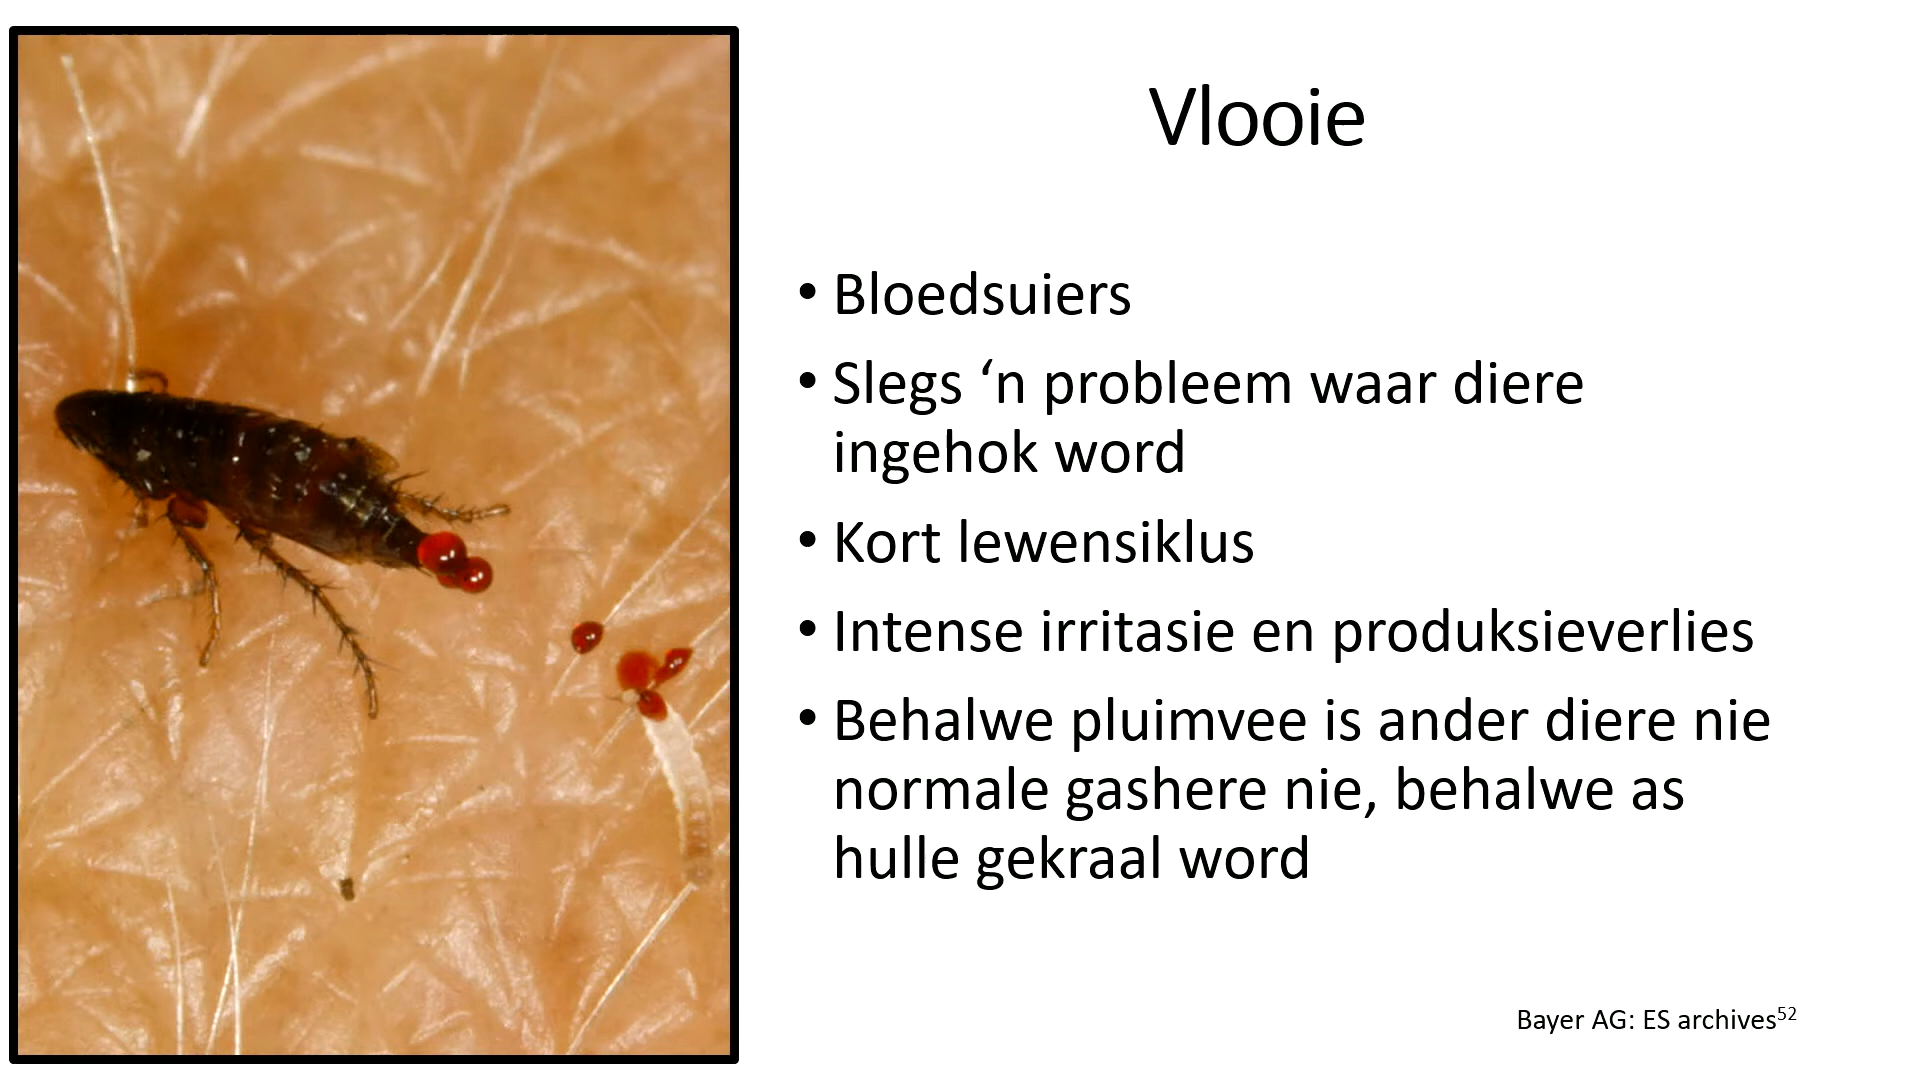 Vlooie
• Bloedsuiers
• Slegs ‘n probleem waar diere
ingehok word
• Kort lewensiklus
• Intense irritasie en produksieverlies
• Behalwe pluimvee is ander diere nie
normale gashere nie, behalwe as
hulle gekraal word
Bayer AG: ES archives52